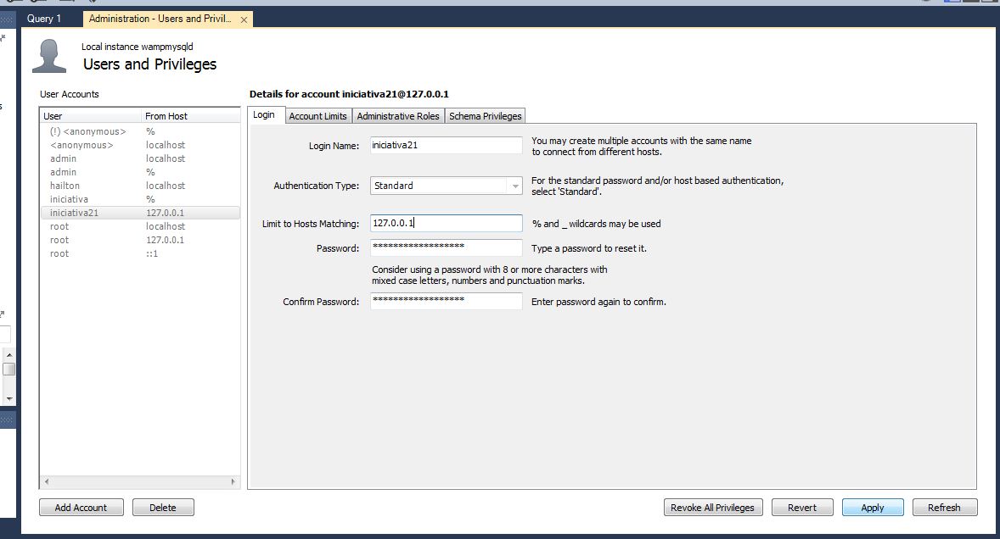 Query 1
Administration - Users and Privil...
Local instance wampmysqld
Users and Privileges
User Accounts
User From Host
(!) <anonymous> %
<anonymous> localhost
admin localhost
admin %
hailton localhost
iniciativa %
iniciativa21 127.0.0.1
root localhost
root 127.0.0.1
root ::1
Add Account Delete
Details for account iniciativa21@127.0.0.1
Login Account Limits Administrative Roles Schema Privileges
Login Name: iniciativa21 You may create multiple accounts with the same name
to connect from different hosts.
Authentication Type: Standard For the standard password and/or host based authentication,
select 'Standard'.
Limit to Hosts Matching: 127.0.0.1 % and _ wildcards may be used
Password: ****************** Type a password to reset it.
Consider using a password with 8 or more characters with
mixed case letters, numbers and punctuation marks.
Confirm Password: ****************** Enter password again to confirm.
Revoke All Privileges Revert Apply Refresh